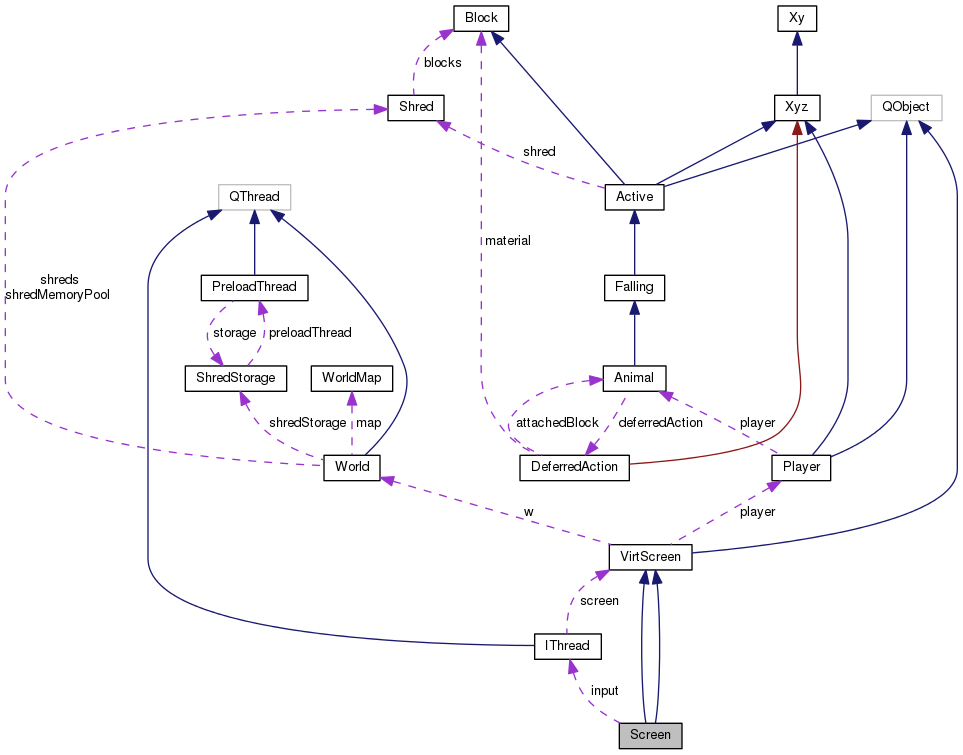 Block
Xy
blocks
Shred
Xyz
QObject
shred
QThread
Active
material
shreds
shredMemoryPool
PreloadThread
Falling
storage
preloadThread
ShredStorage
WorldMap
Animal
shredStorage
map
attachedBlock
deferredAction
player
World
DeferredAction
Player
w
player
VirtScreen
screen
IThread
input
Screen